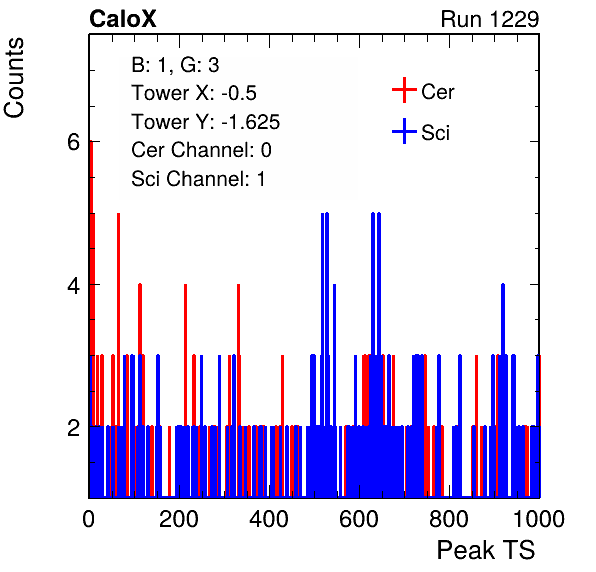 CaloX Run 1229
Counts
B: 1, G: 3
Tower X: -0.5
Tower Y: -1.625
Cer Channel: 0
Sci Channel: 1
Cer
Sci
6
4
2
0 200 400 600 800 1000
Peak TS